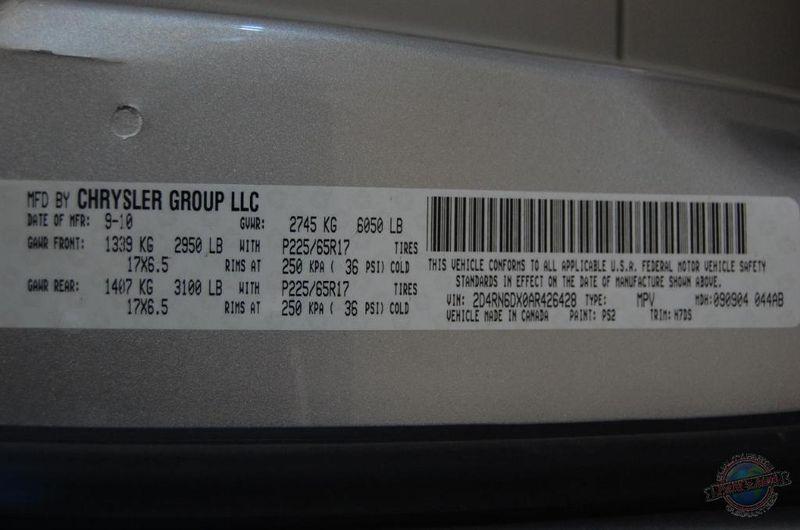 MFD BY CHRYSLER GROUP LLC
DATE OF MFR: 9-10 GVWR: 2745 KG 6050 LB
GAWR FRONT: 1339 KG 2950 LB WITH P225/65R17 TIRES
17X6.5 RIMS AT 250 KPA ( 36 PSI) COLD
GAWR REAR: 1407 KG 3100 LB WITH P225/65R17 TIRES
17X6.5 RIMS AT 250 KPA ( 36 PSI) COLD
THIS VEHICLE CONFORMS TO ALL APPLICABLE U.S.A. FEDERAL MOTOR VEHICLE SAFETY
STANDARDS IN EFFECT ON THE DATE OF MANUFACTURE SHOWN ABOVE.
VIN: 2D4RN6DX0AR426428 TYPE: MPV MDH: 090904 044AB
VEHICLE MADE IN CANADA PAINT: PS2 TRIM: H7DS